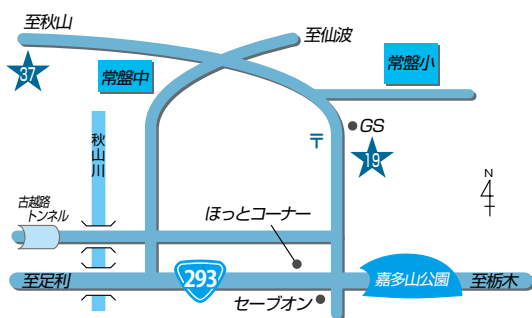 至秋山
至仙波
37
常盤中
常盤小
GS
〒
19
秋山川
N
4
古越路
トンネル
ほっとコーナー
至足利
293
嘉多山公園
至栃木
セーブオン